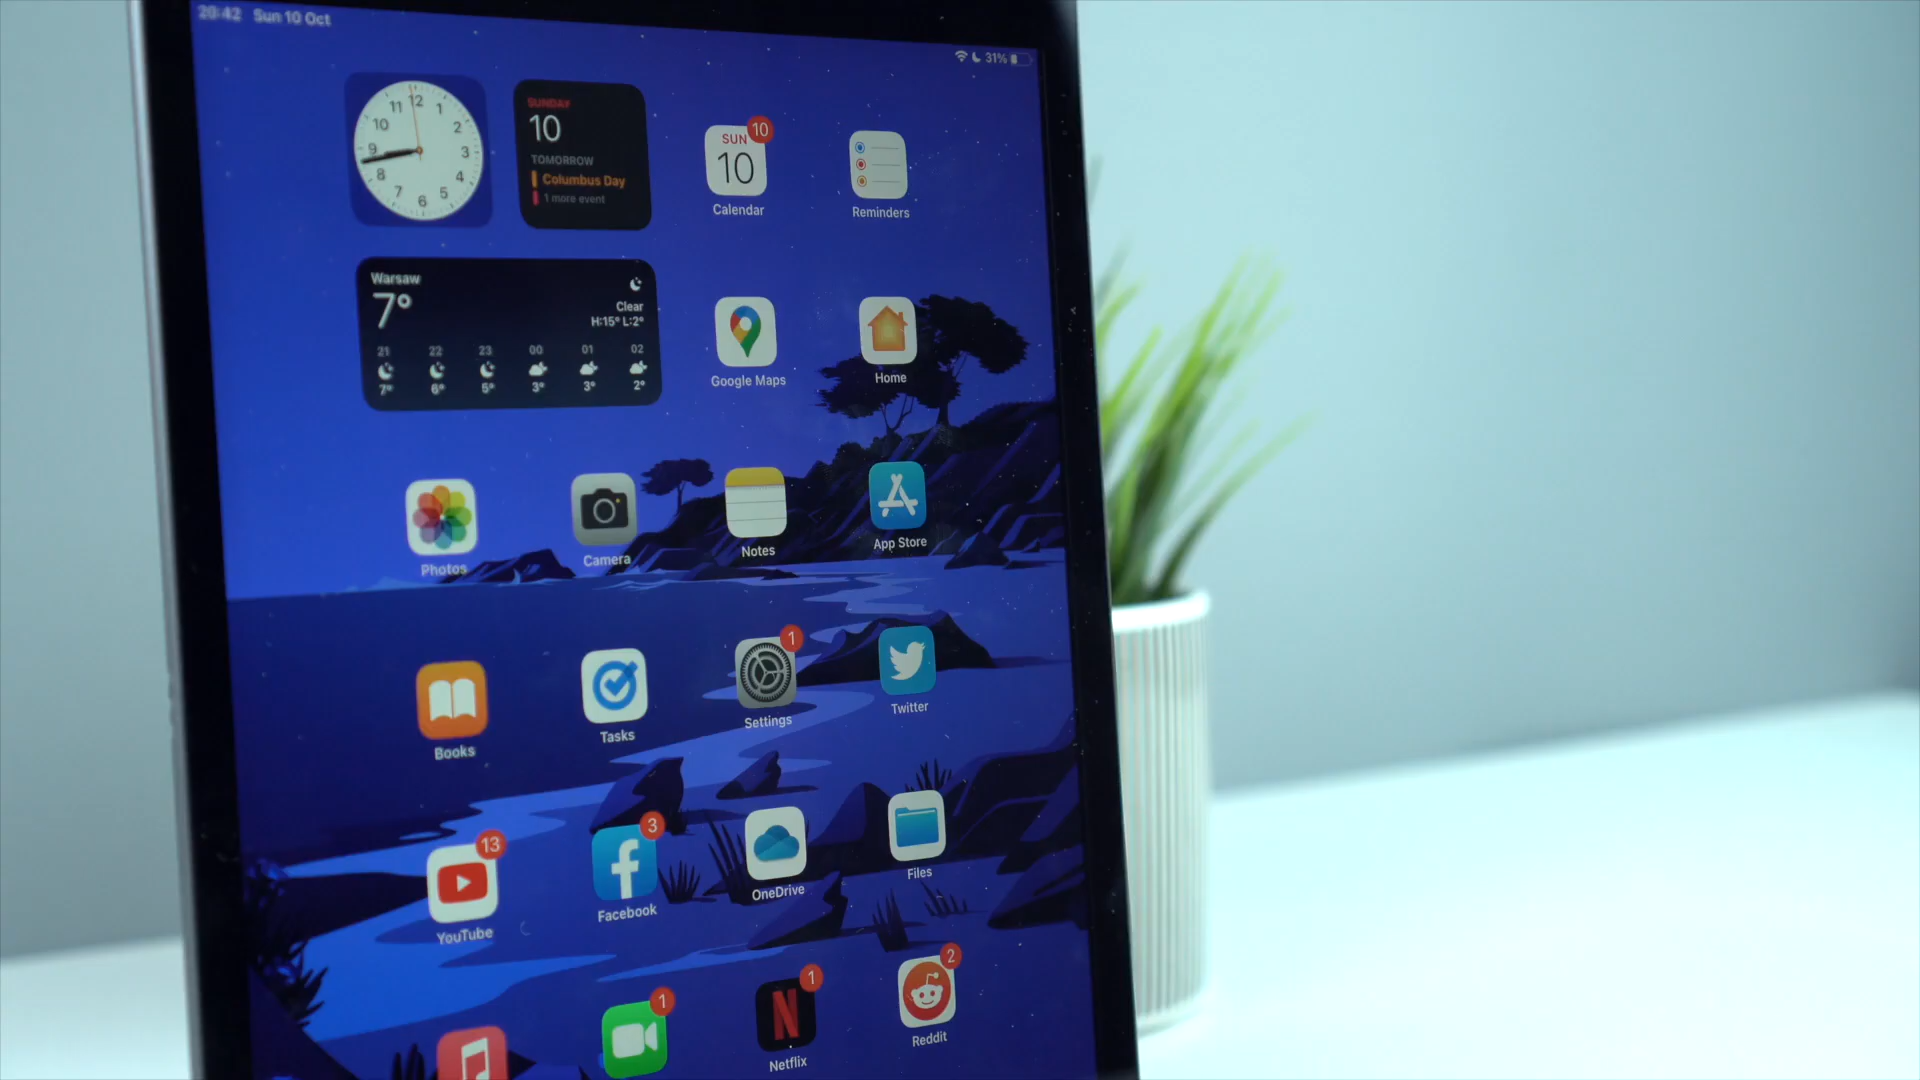 20:42 Sun 10 Oct
31%
12
11 1
10 2
9 3
8 4
7 5
6
SUNDAY
10
TOMORROW
Columbus Day
1 more event
10
SUN
10
Calendar
Reminders
Warsaw
7°
Clear
H:15° L:2°
21 22 23 00 01 02
7° 6° 5° 3° 3° 2°
Google Maps
Home
Photos
Camera
Notes
App Store
Books
Tasks
1
Settings
Twitter
13
YouTube
3
f
Facebook
OneDrive
Files
1
1
N
Netflix
2
Reddit